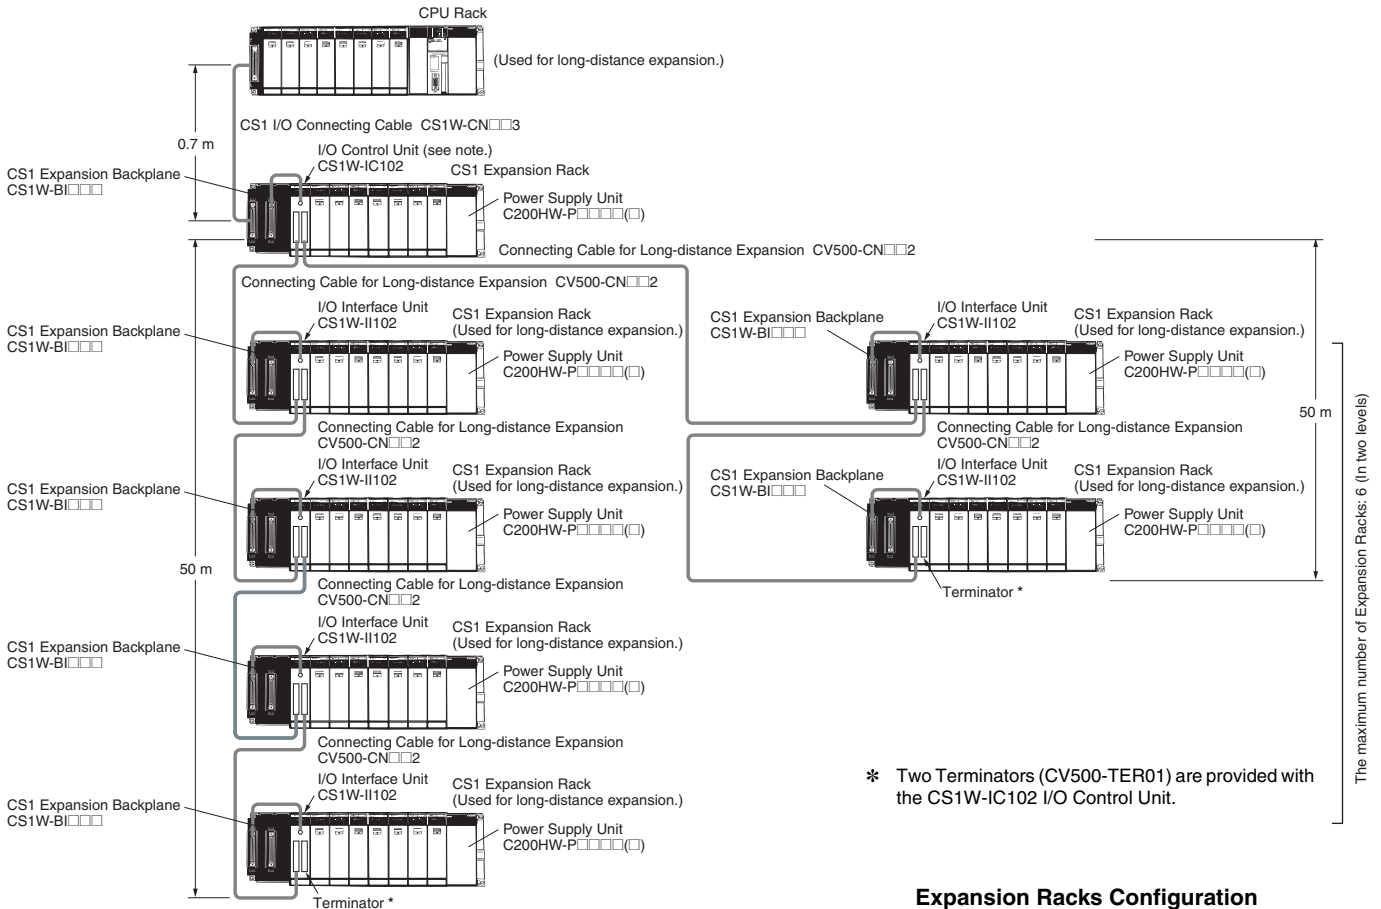 CPU Rack
(Used for long-distance expansion.)
CS1 I/O Connecting Cable CS1W-CN□□3
0.7 m
I/O Control Unit (see note.)
CS1W-IC102
CS1 Expansion Rack
CS1 Expansion Backplane
CS1W-BI□□□
Power Supply Unit
C200HW-P□□□□(□)
Connecting Cable for Long-distance Expansion CV500-CN□□2
Connecting Cable for Long-distance Expansion CV500-CN□□2
I/O Interface Unit
CS1W-II102
CS1 Expansion Rack
(Used for long-distance expansion.)
CS1 Expansion Backplane
CS1W-BI□□□
Power Supply Unit
C200HW-P□□□□(□)
CS1 Expansion Backplane
CS1W-BI□□□
I/O Interface Unit
CS1W-II102
CS1 Expansion Rack
(Used for long-distance expansion.)
Power Supply Unit
C200HW-P□□□□(□)
50 m
Connecting Cable for Long-distance Expansion
CV500-CN□□2
I/O Interface Unit
CS1W-II102
CS1 Expansion Rack
(Used for long-distance expansion.)
CS1 Expansion Backplane
CS1W-BI□□□
Power Supply Unit
C200HW-P□□□□(□)
Connecting Cable for Long-distance Expansion
CV500-CN□□2
CS1 Expansion Backplane
CS1W-BI□□□
I/O Interface Unit
CS1W-II102
CS1 Expansion Rack
(Used for long-distance expansion.)
Power Supply Unit
C200HW-P□□□□(□)
Terminator *
50 m
Connecting Cable for Long-distance Expansion
CV500-CN□□2
I/O Interface Unit
CS1W-II102
CS1 Expansion Rack
(Used for long-distance expansion.)
CS1 Expansion Backplane
CS1W-BI□□□
Power Supply Unit
C200HW-P□□□□(□)
Connecting Cable for Long-distance Expansion
CV500-CN□□2
I/O Interface Unit
CS1W-II102
CS1 Expansion Rack
(Used for long-distance expansion.)
CS1 Expansion Backplane
CS1W-BI□□□
Power Supply Unit
C200HW-P□□□□(□)
Terminator *
The maximum number of Expansion Racks: 6 (In two levels)
✻ Two Terminators (CV500-TER01) are provided with
the CS1W-IC102 I/O Control Unit.
Expansion Racks Configuration